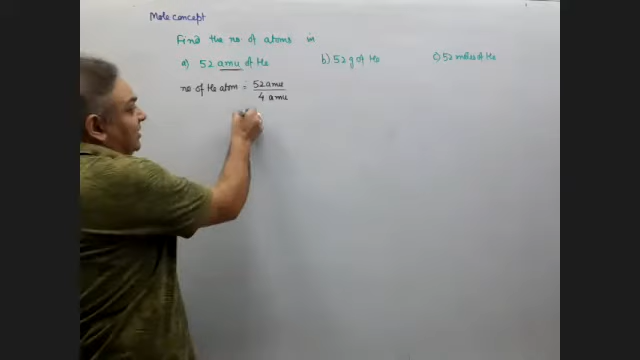 Mole concept
Find the no. of atoms in
a) 52 amu of He b) 52 g of He c) 52 moles of He
no of He atom = 52 amu
4 amu